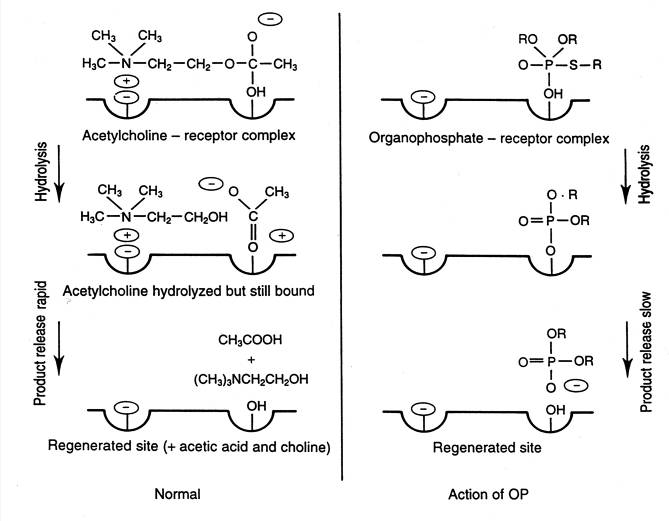 O ⊖
CH₃ CH₃
H₃C–N–CH₂–CH₂–O–C–CH₃
⊕ OH
⊖
Acetylcholine – receptor complex
Hydrolysis
CH₃ CH₃ ⊖ O CH₃
H₃C–N–CH₂–CH₂OH C
⊕ O ⊕
⊖
Acetylcholine hydrolyzed but still bound
Product release rapid
CH₃COOH
+
(CH₃)₃NCH₂CH₂OH
⊖ OH
Regenerated site (+ acetic acid and choline)
Normal
RO OR
O–P–S–R
⊖ OH
Organophosphate – receptor complex
Hydrolysis
O · R
O=P–OR
⊖ O
Product release slow
OR
O=P–OR
O ⊖
⊖ OH
Regenerated site
Action of OP